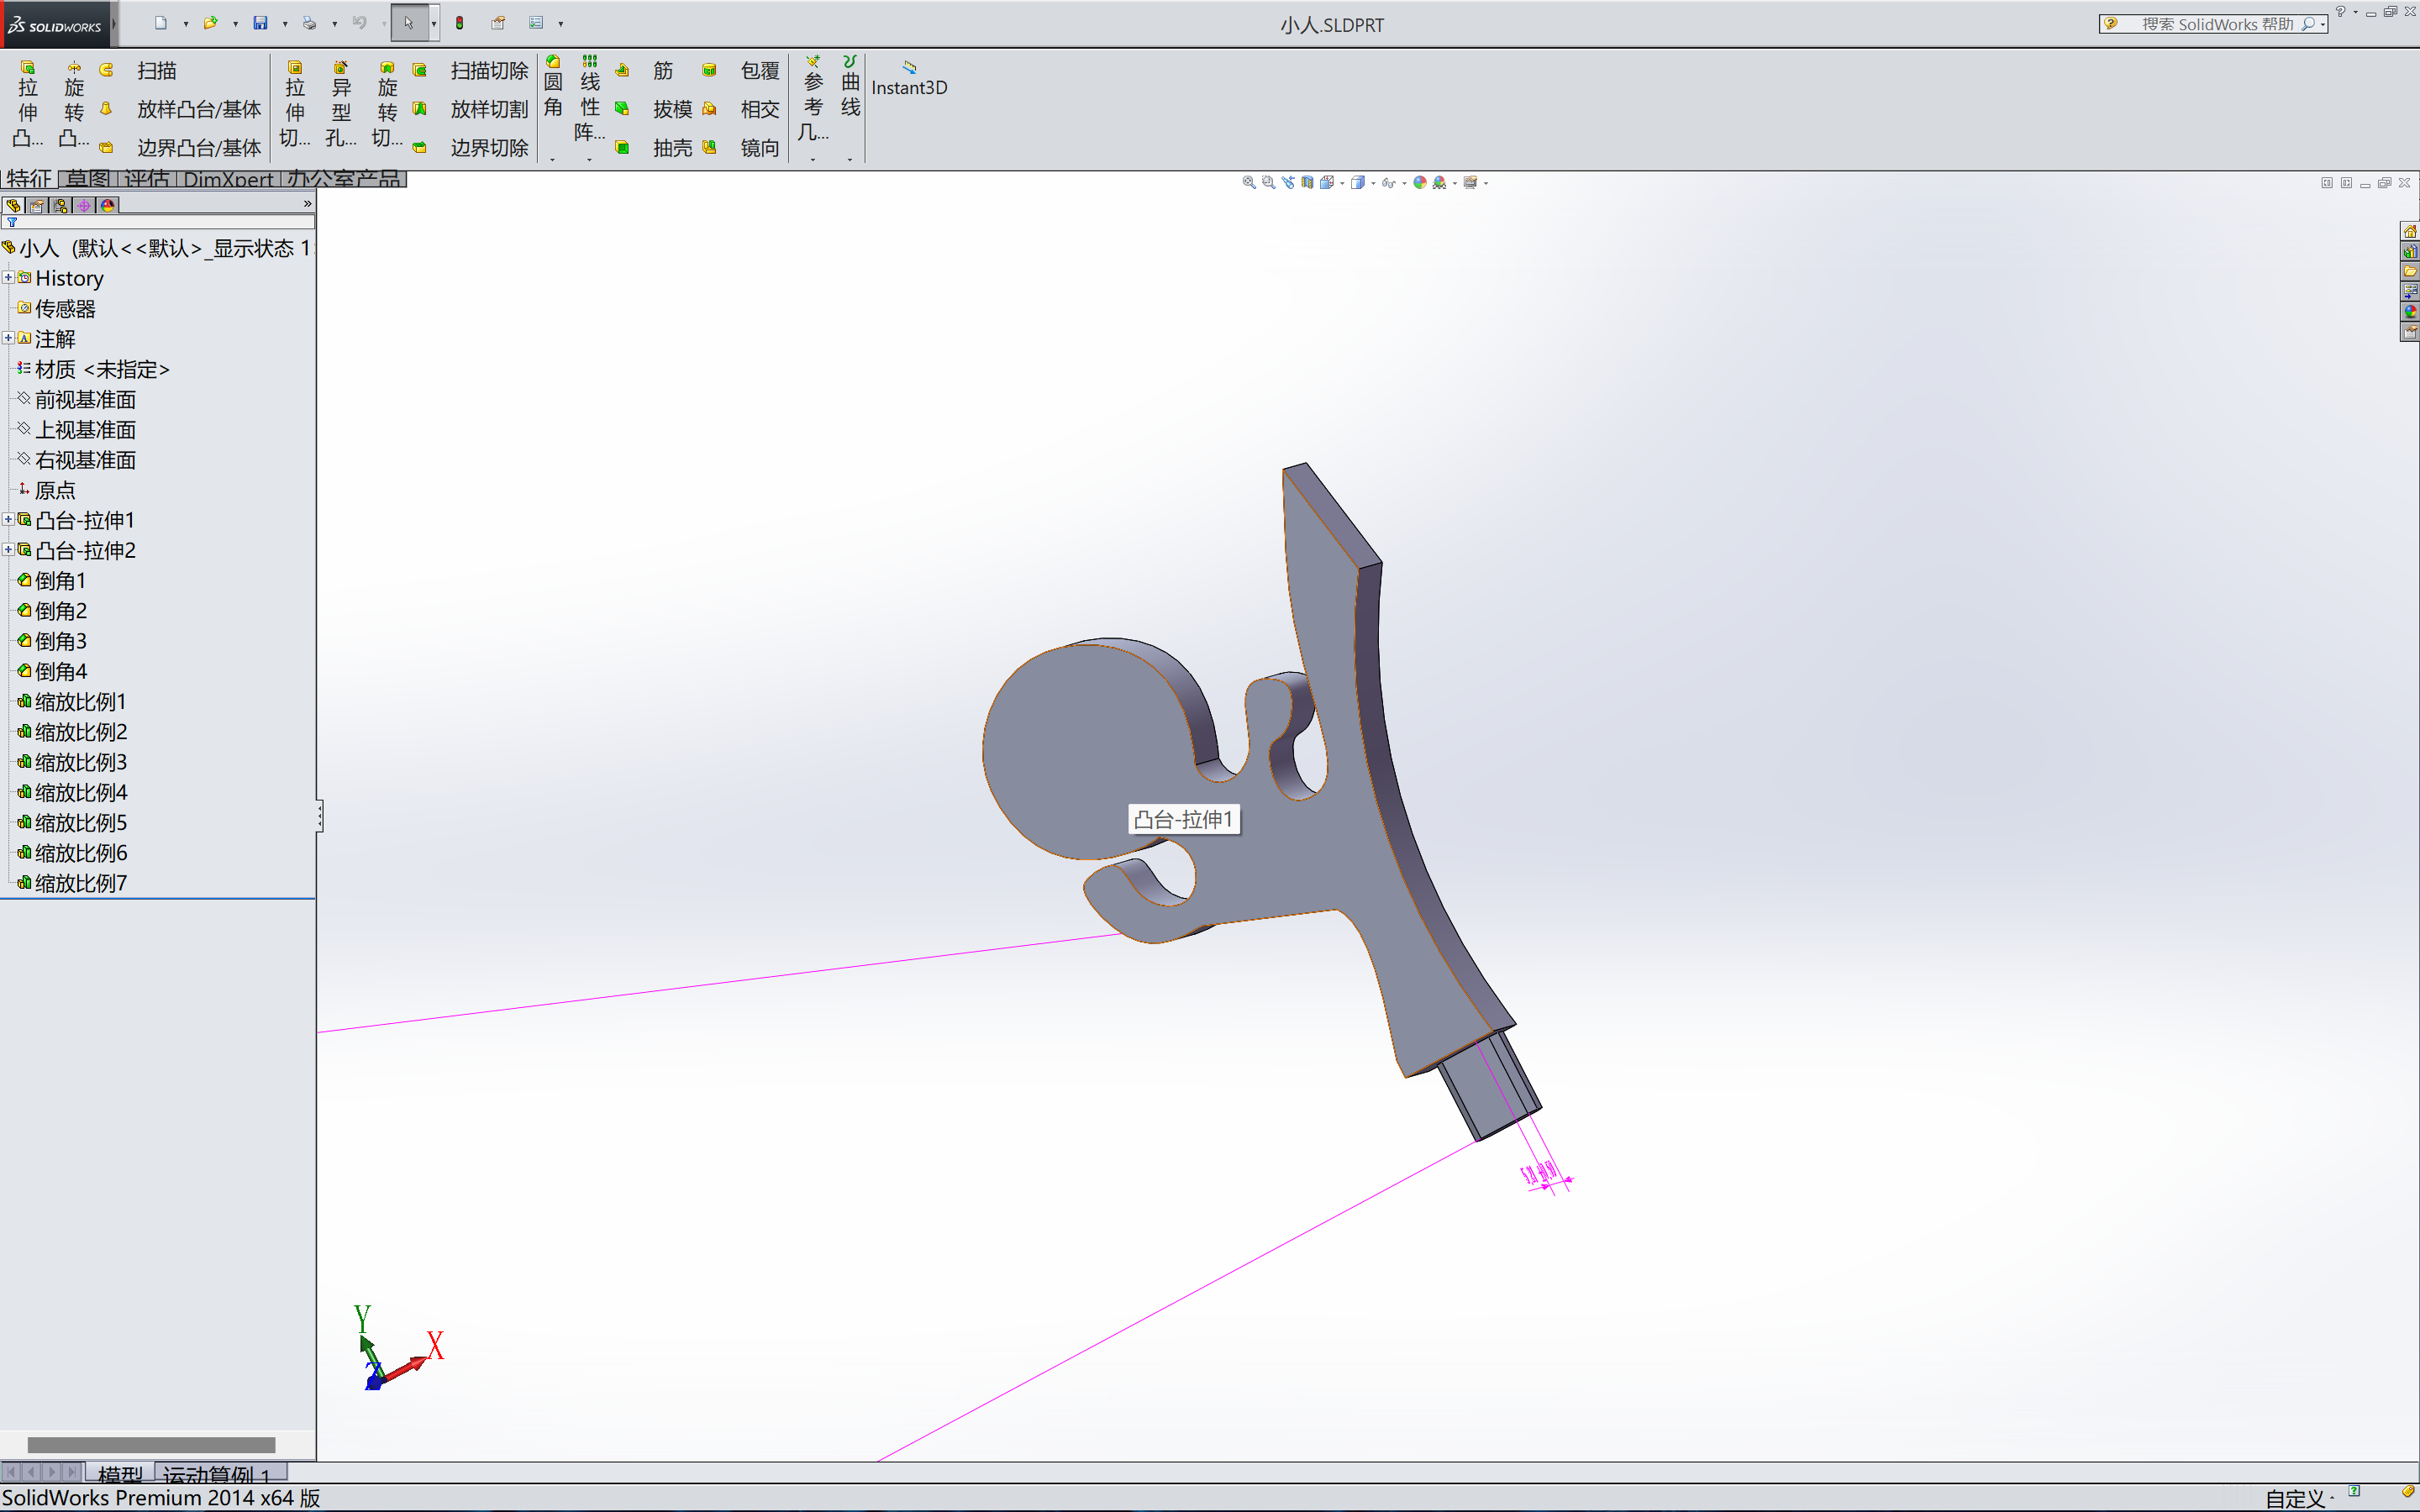 SOLIDWORKS
小人.SLDPRT
搜索 SolidWorks 帮助
拉伸凸...
旋转凸...
扫描
放样凸台/基体
边界凸台/基体
拉伸切...
异型孔...
旋转切...
扫描切除
放样切割
边界切除
圆角
线性阵...
筋
拔模
抽壳
包覆
相交
镜向
参考几...
曲线
Instant3D
特征
草图
评估
DimXpert
办公室产品
小人 (默认<<默认>_显示状态 1
History
传感器
注解
材质 <未指定>
前视基准面
上视基准面
右视基准面
原点
凸台-拉伸1
凸台-拉伸2
倒角1
倒角2
倒角3
倒角4
缩放比例1
缩放比例2
缩放比例3
缩放比例4
缩放比例5
缩放比例6
缩放比例7
凸台-拉伸1
Y
X
Z
模型
运动算例 1
SolidWorks Premium 2014 x64 版
自定义